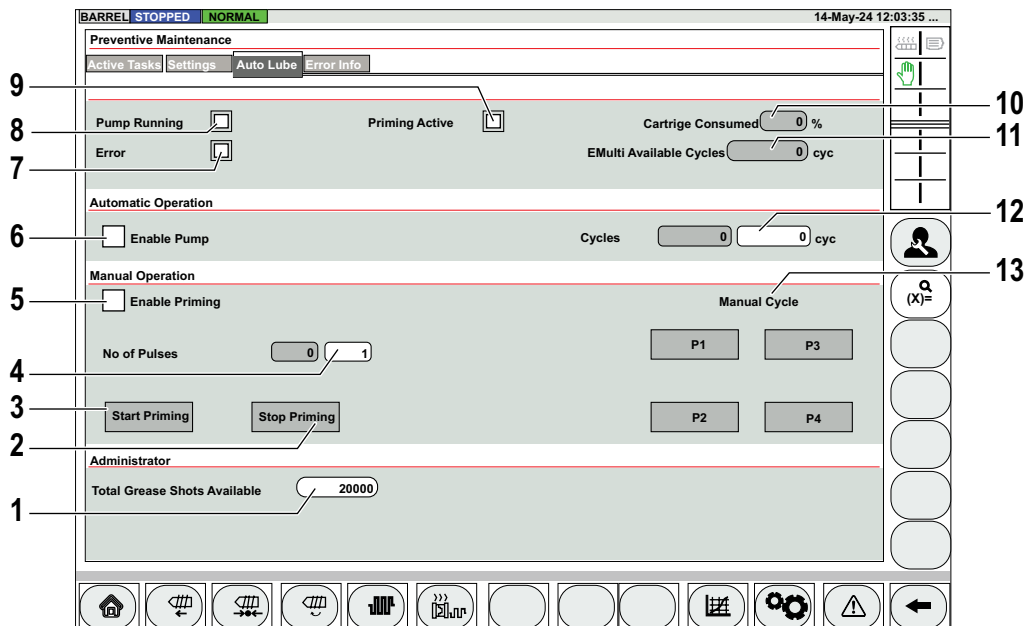 BARREL STOPPED NORMAL 14-May-24 12:03:35 ...
Preventive Maintenance
Active Tasks Settings Auto Lube Error Info
9
Pump Running Priming Active Cartrige Consumed 0 % 10
8
Error EMulti Available Cycles 0 cyc 11
7
Automatic Operation
12
6 Enable Pump Cycles 0 0 cyc
Manual Operation 13
5 Enable Priming Manual Cycle
(X)=
No of Pulses 0 1 P1 P3
4
3 Start Priming Stop Priming P2 P4
2
Administrator
Total Grease Shots Available 20000
1